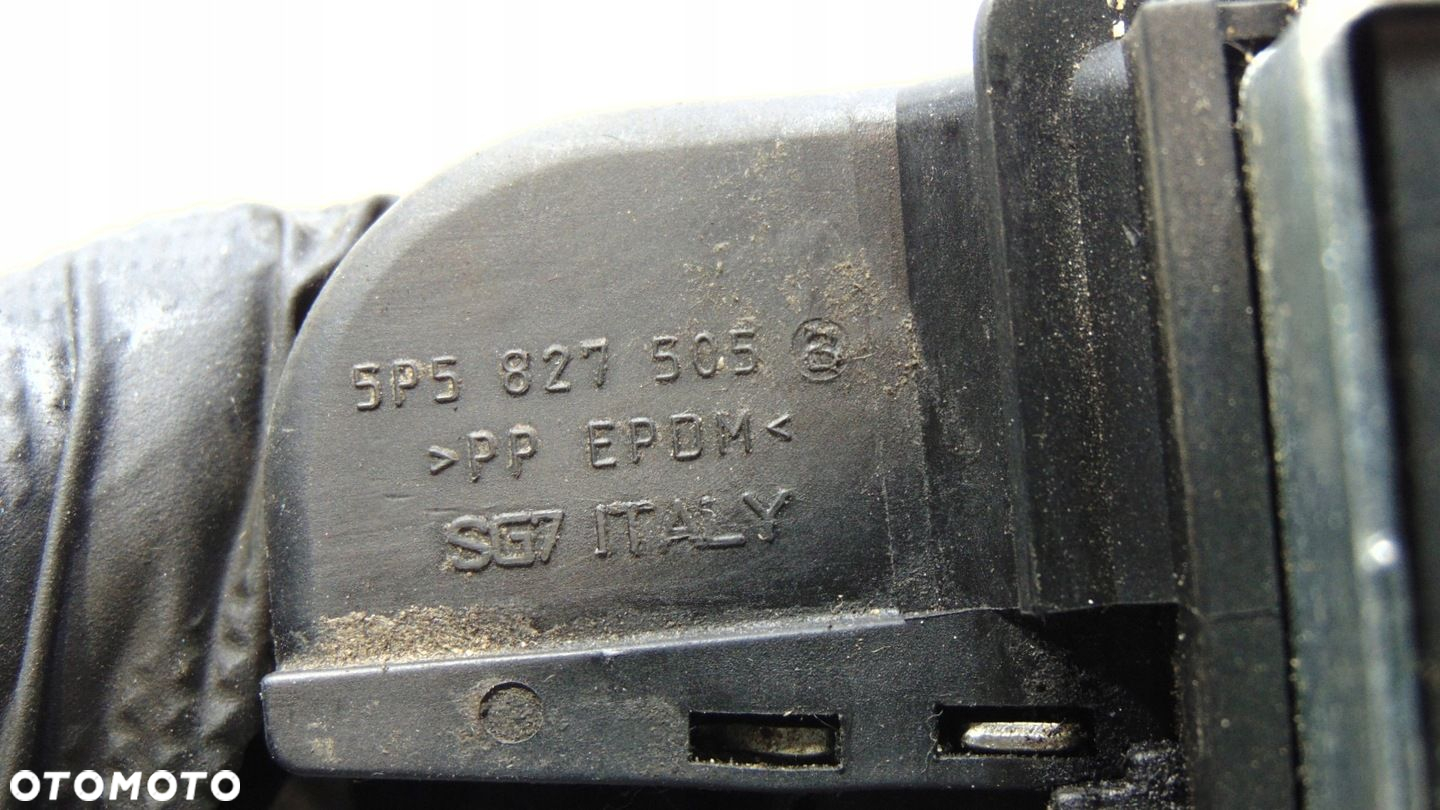 5P5 827 505
>PP EPDM<
SG7 ITALY
OTOMOTO